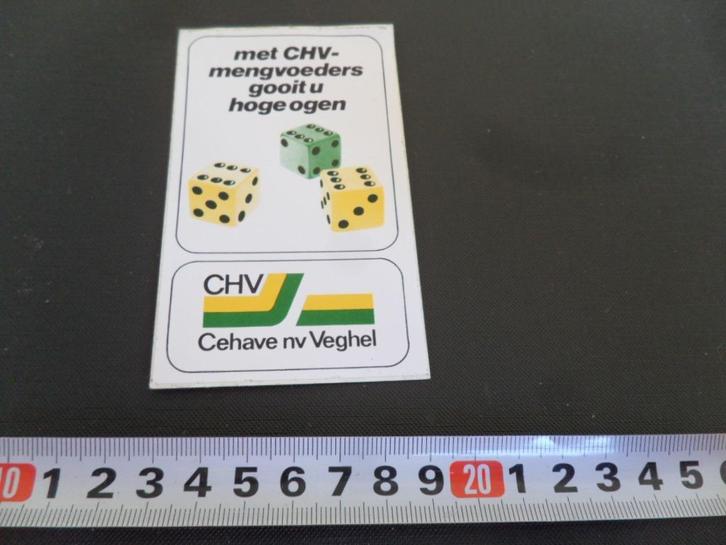 met CHV-
mengvoeders
gooit u
hoge ogen
CHV
Cehave nv Veghel
10 1 2 3 4 5 6 7 8 9 20 1 2 3 4 5